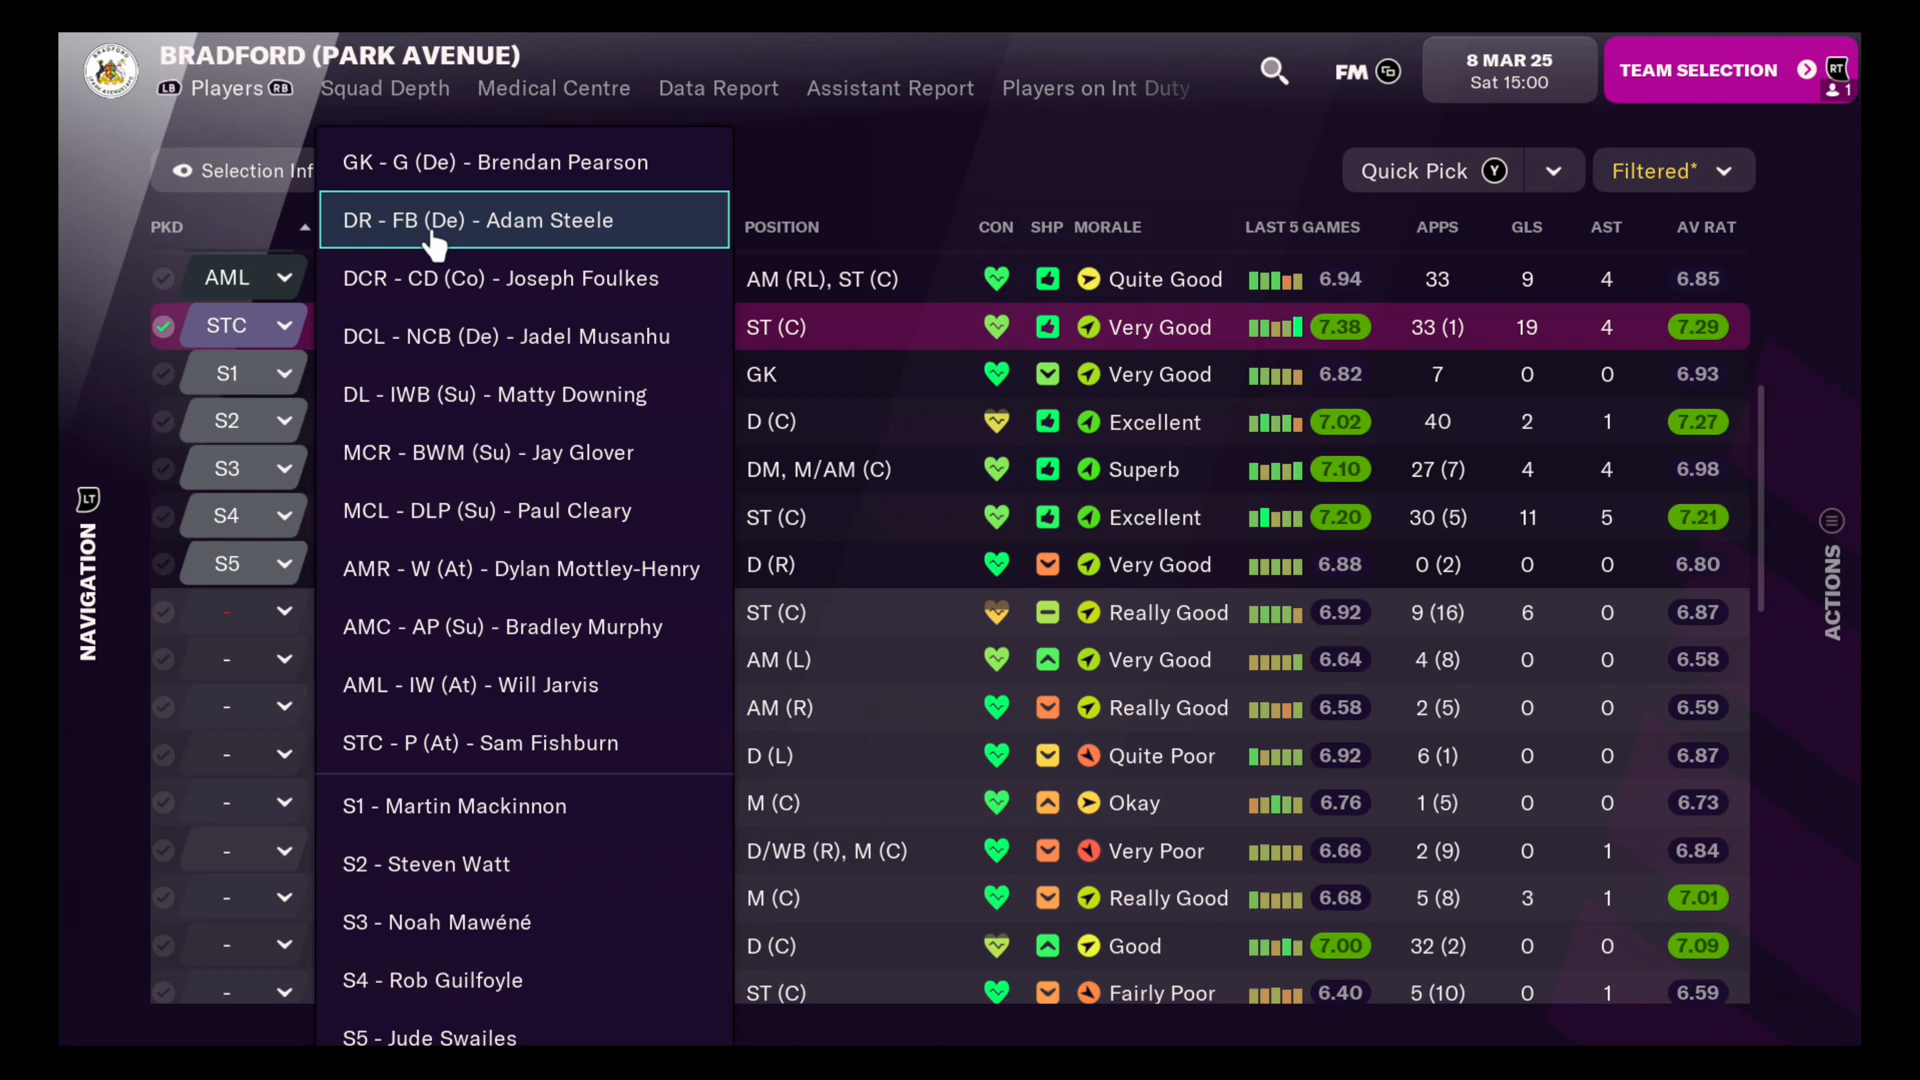 BRADFORD (PARK AVENUE)
LB Players RB Squad Depth Medical Centre Data Report Assistant Report Players on Int Duty
FM
8 MAR 25
Sat 15:00
TEAM SELECTION RT
1
Selection Inf
Quick Pick Y
Filtered*
PKD POSITION CON SHP MORALE LAST 5 GAMES APPS GLS AST AV RAT
AML AM (RL), ST (C) Quite Good 6.94 33 9 4 6.85
STC ST (C) Very Good 7.38 33 (1) 19 4 7.29
S1 GK Very Good 6.82 7 0 0 6.93
S2 D (C) Excellent 7.02 40 2 1 7.27
S3 DM, M/AM (C) Superb 7.10 27 (7) 4 4 6.98
S4 ST (C) Excellent 7.20 30 (5) 11 5 7.21
S5 D (R) Very Good 6.88 0 (2) 0 0 6.80
- ST (C) Really Good 6.92 9 (16) 6 0 6.87
- AM (L) Very Good 6.64 4 (8) 0 0 6.58
- AM (R) Really Good 6.58 2 (5) 0 0 6.59
- D (L) Quite Poor 6.92 6 (1) 0 0 6.87
- M (C) Okay 6.76 1 (5) 0 0 6.73
- D/WB (R), M (C) Very Poor 6.66 2 (9) 0 1 6.84
- M (C) Really Good 6.68 5 (8) 3 1 7.01
- D (C) Good 7.00 32 (2) 0 0 7.09
- ST (C) Fairly Poor 6.40 5 (10) 0 1 6.59
GK - G (De) - Brendan Pearson
DR - FB (De) - Adam Steele
DCR - CD (Co) - Joseph Foulkes
DCL - NCB (De) - Jadel Musanhu
DL - IWB (Su) - Matty Downing
MCR - BWM (Su) - Jay Glover
MCL - DLP (Su) - Paul Cleary
AMR - W (At) - Dylan Mottley-Henry
AMC - AP (Su) - Bradley Murphy
AML - IW (At) - Will Jarvis
STC - P (At) - Sam Fishburn
S1 - Martin Mackinnon
S2 - Steven Watt
S3 - Noah Mawéné
S4 - Rob Guilfoyle
S5 - Jude Swailes
LT
NAVIGATION
ACTIONS